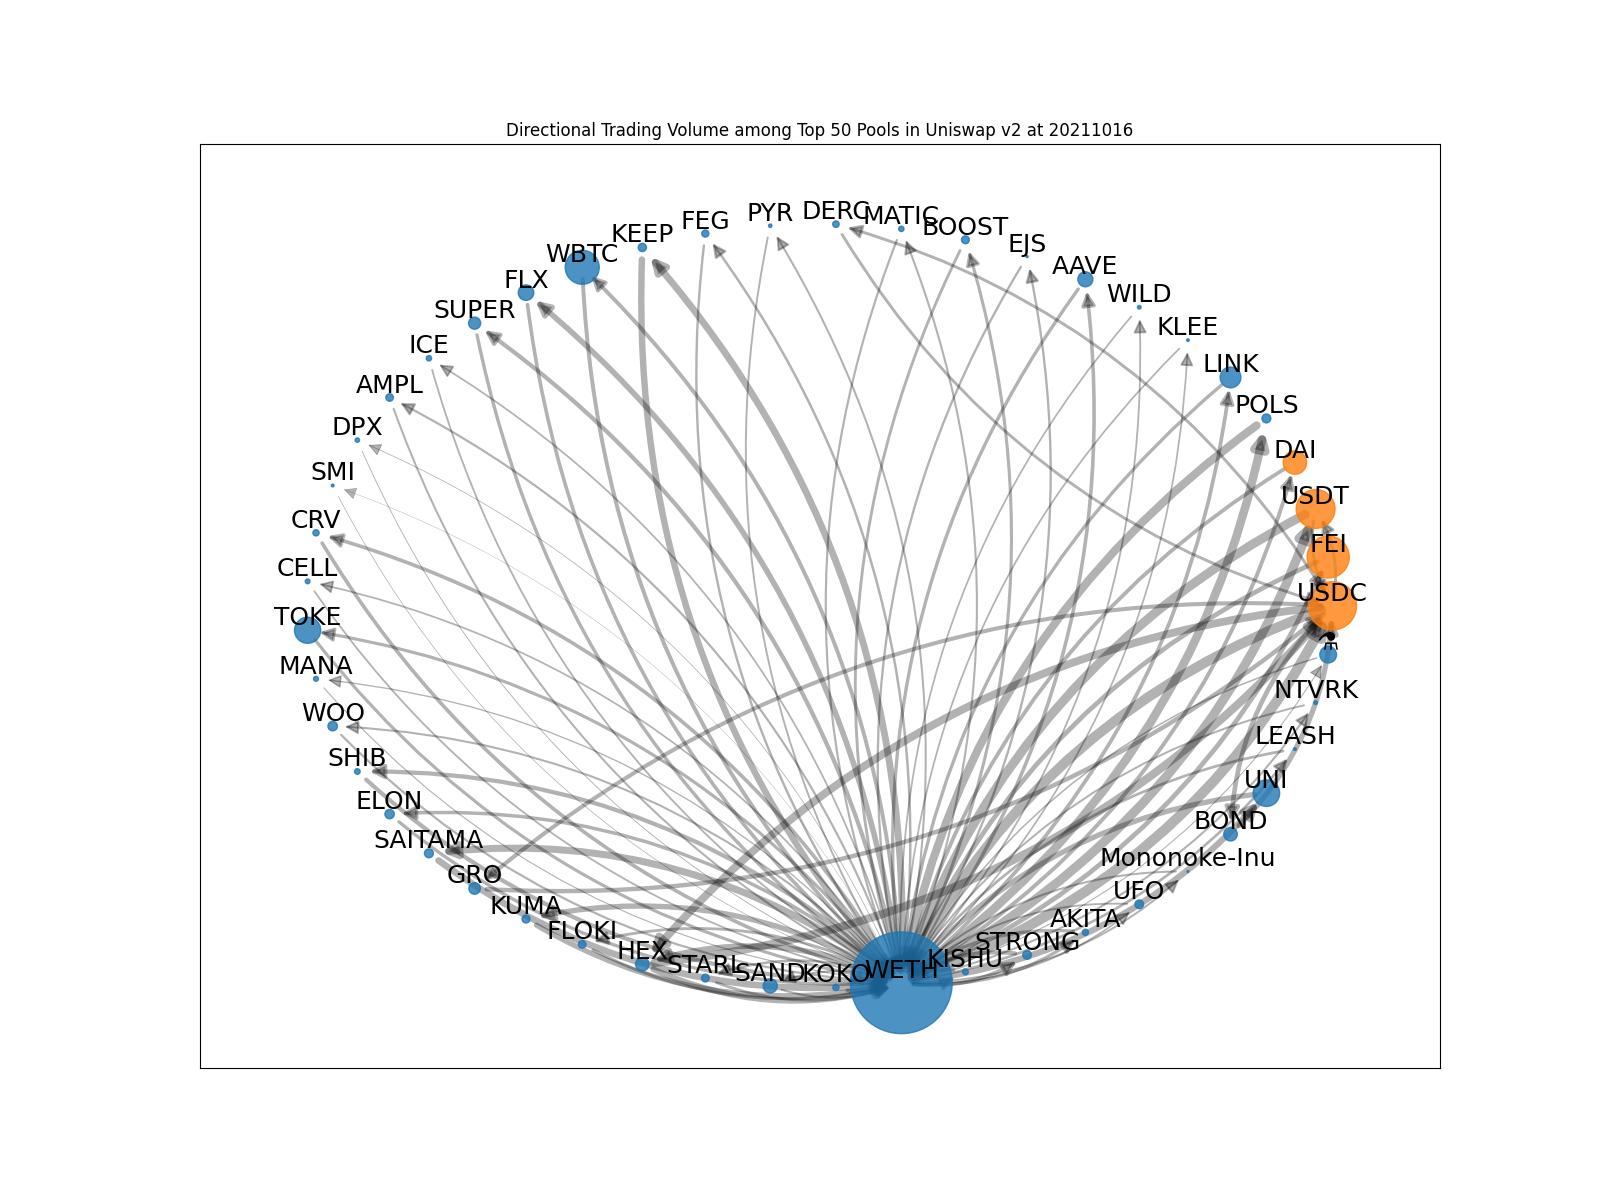 Directional Trading Volume among Top 50 Pools in Uniswap v2 at 20211016
DERC
MATIC
PYR
FEG
BOOST
KEEP
EJS
WBTC
AAVE
FLX
WILD
SUPER
KLEE
ICE
LINK
AMPL
POLS
DPX
DAI
SMI
USDT
CRV
FEI
CELL
USDC
TOKE
MANA
NTVRK
WOO
LEASH
SHIB
UNI
ELON
BOND
SAITAMA
Mononoke-Inu
GRO
UFO
KUMA
AKITA
FLOKI
STRONG
HEX
KISHU
STARL
WETH
SAND
KOKO